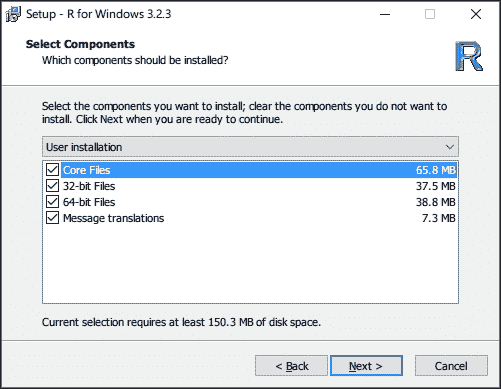 Setup - R for Windows 3.2.3
Select Components
Which components should be installed?
R
Select the components you want to install; clear the components you do not want to
install. Click Next when you are ready to continue.
User installation
Core Files 65.8 MB
32-bit Files 37.5 MB
64-bit Files 38.8 MB
Message translations 7.3 MB
Current selection requires at least 150.3 MB of disk space.
< Back Next > Cancel